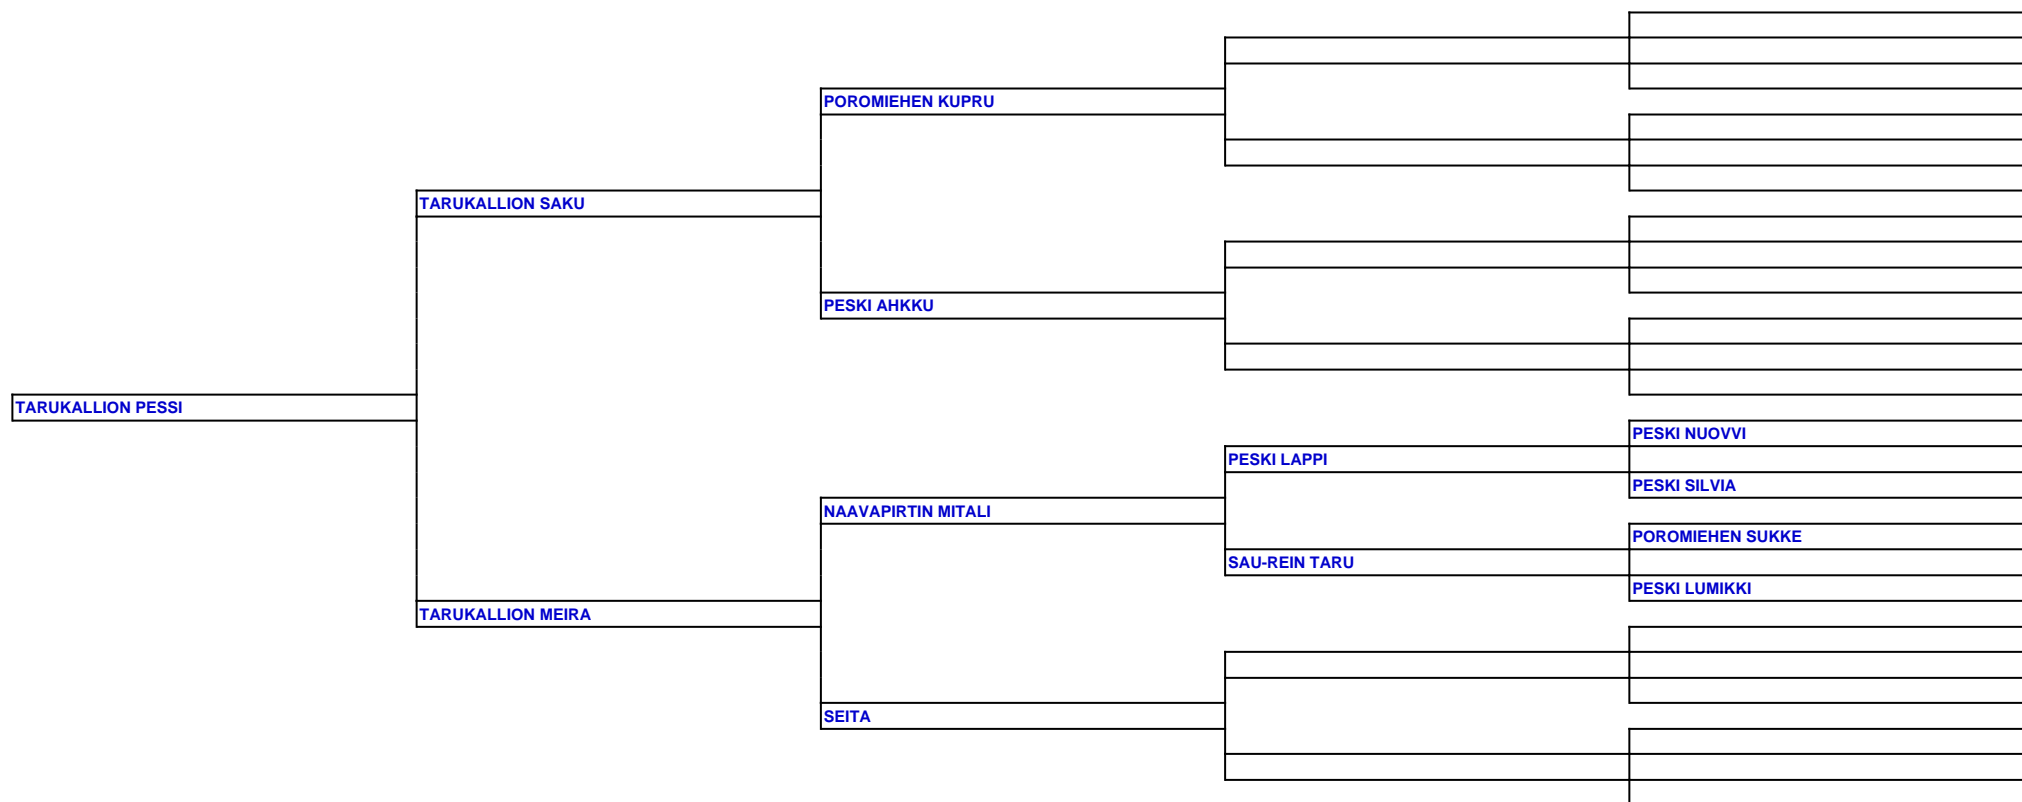 POROMIEHEN KUPRU
TARUKALLION SAKU
PESKI AHKKU
TARUKALLION PESSI
PESKI NUOVVI
PESKI LAPPI
PESKI SILVIA
NAAVAPIRTIN MITALI
POROMIEHEN SUKKE
SAU-REIN TARU
PESKI LUMIKKI
TARUKALLION MEIRA
SEITA